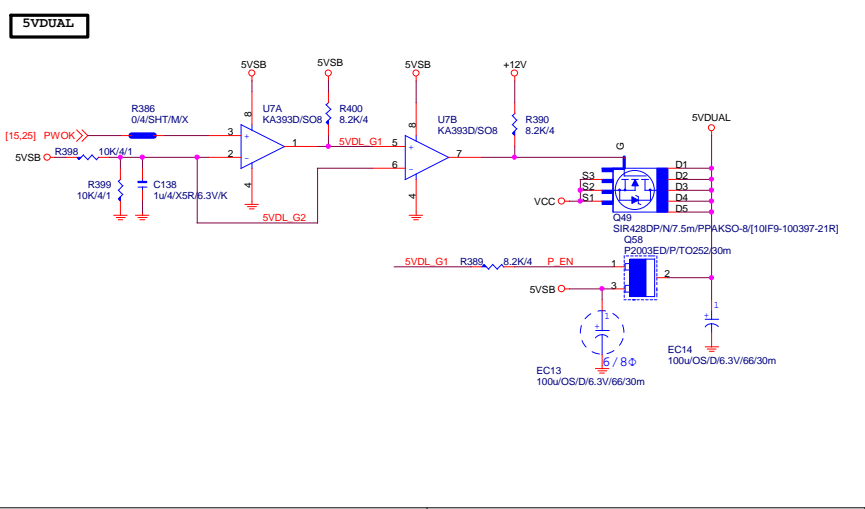 5VDUAL
5VSB
5VSB
5VSB
+12V
R386
0/4/SHT/M/X
U7A
KA393D/SO8
R400
8.2K/4
U7B
KA393D/SO8
R390
8.2K/4
5VDUAL
8
8
[15,25] PWOK
3
+
1
5VDL_G1
5
+
7
G
5VSB
R398
10K/4/1
2
-
6
-
R399
10K/4/1
C138
1u/4/X5R/6.3V/K
4
4
5VDL_G2
S3
S2
S1
D1
D2
D3
D4
D5
VCC
Q49
SIR428DP/N/7.5m/PPAKSO-8/[10IF9-100397-21R]
Q58
P2003ED/P/TO252/30m
5VDL_G1
R389
8.2K/4
P_EN
1
2
5VSB
3
1
+
6/8Φ
1
+
EC13
100u/OS/D/6.3V/66/30m
EC14
100u/OS/D/6.3V/66/30m